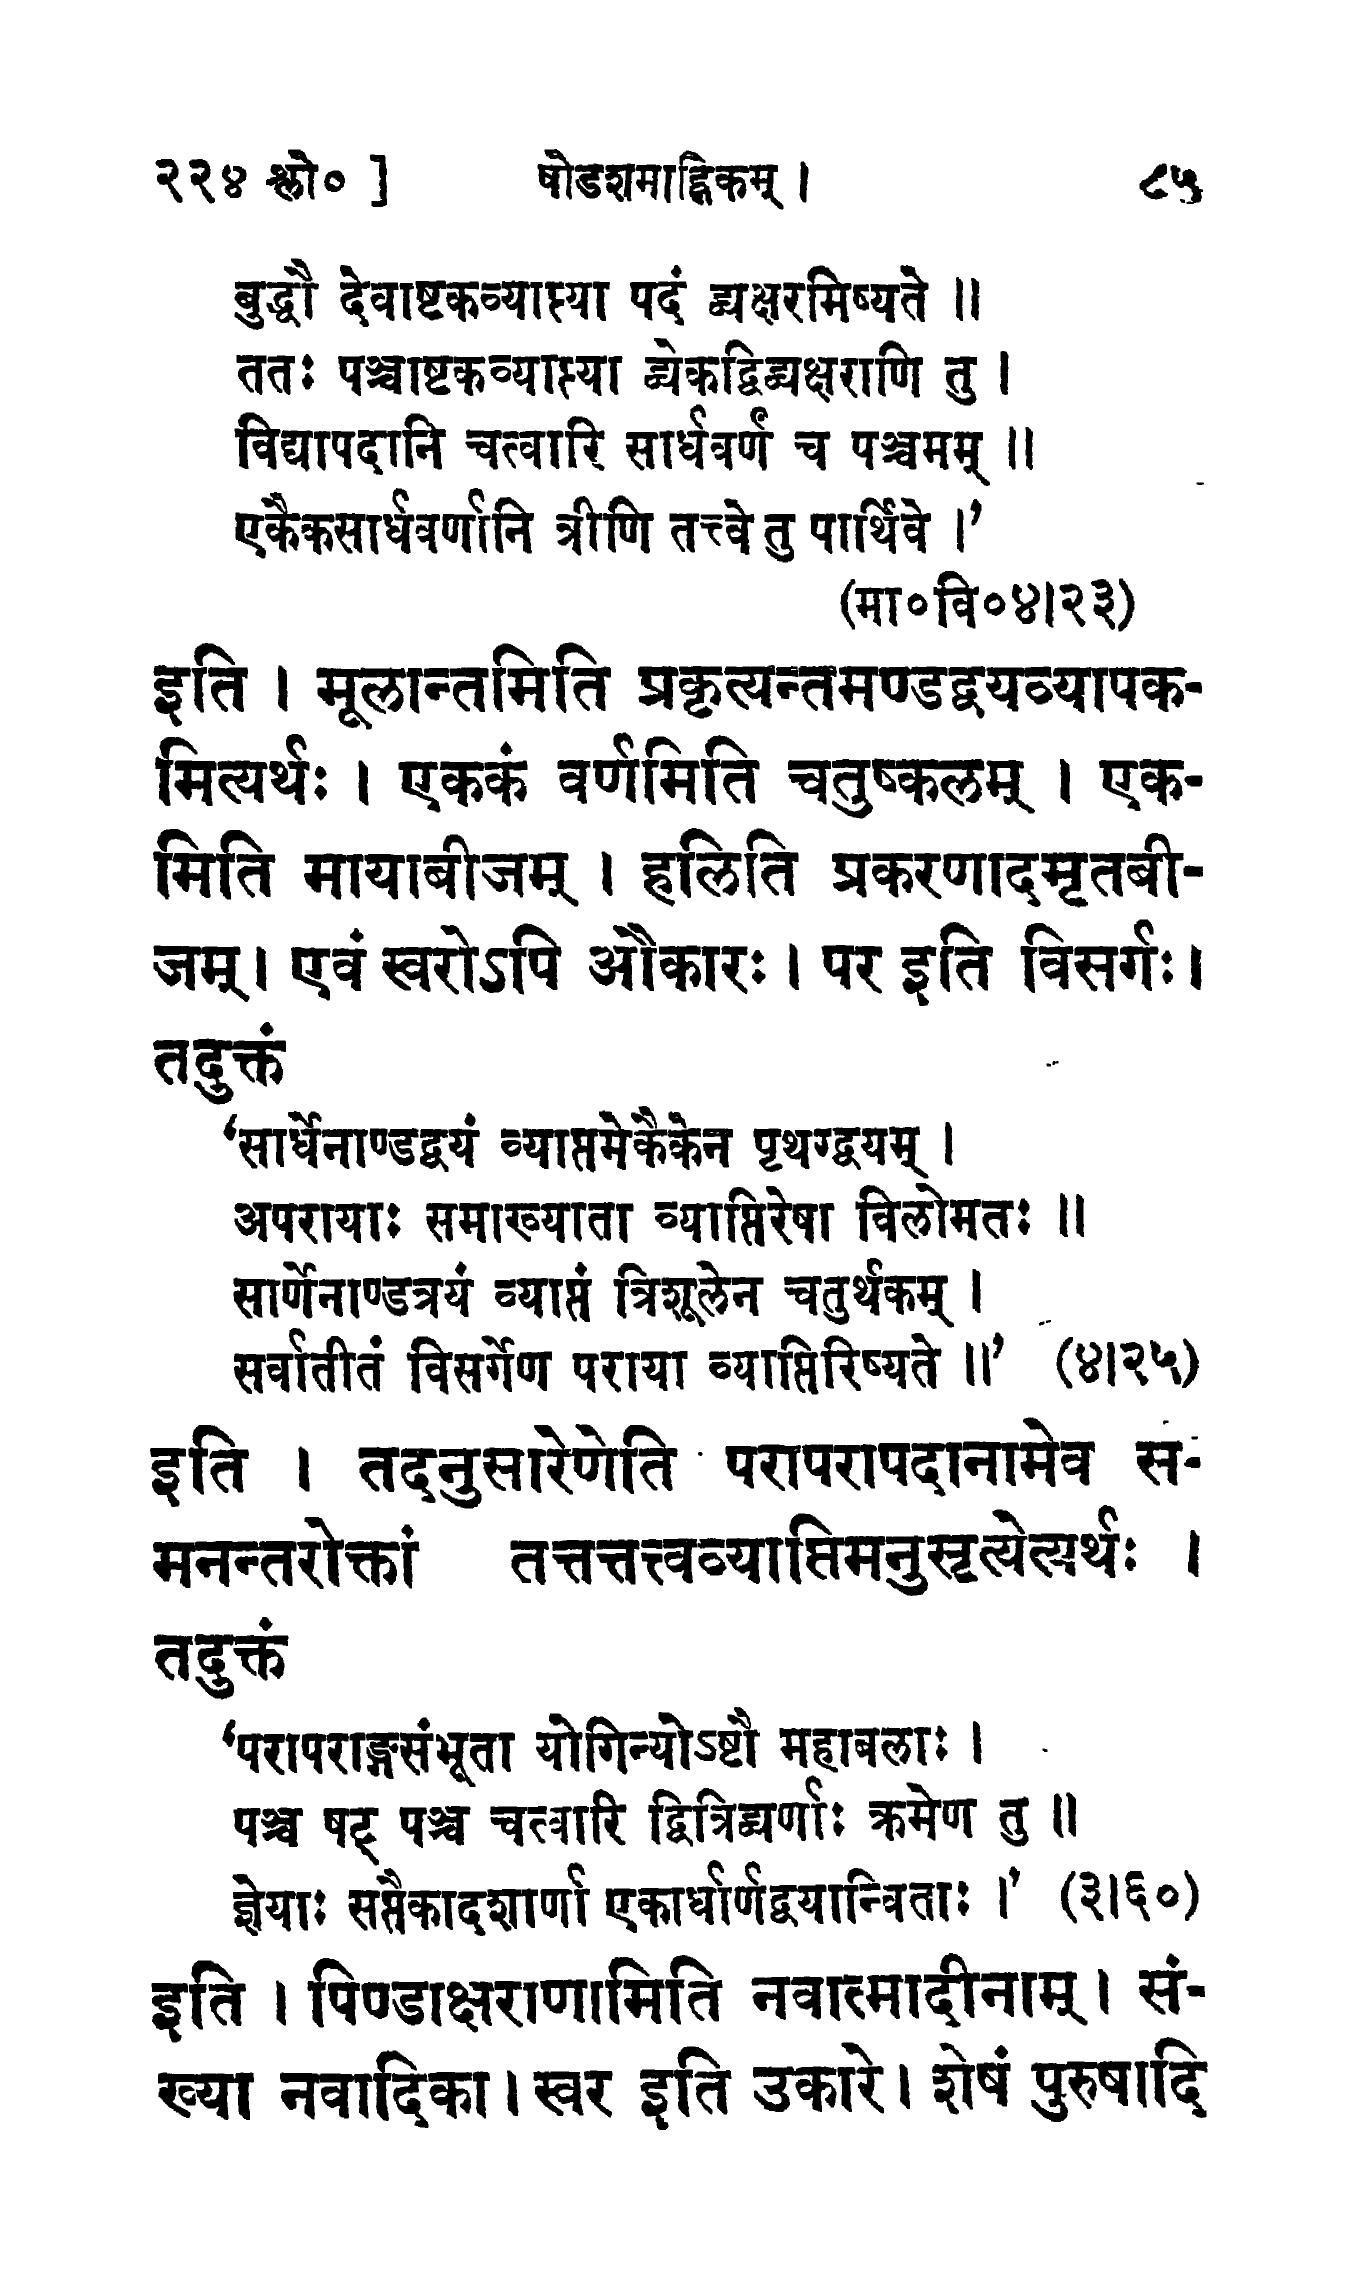 २२४ श्लो० ]	षोडशमाह्निकम् ।	८५
बुद्धौ देवाष्टकव्याप्त्या पदं द्व्यक्षरमिष्यते ॥
ततः पञ्चाष्टकव्याप्त्या द्व्येकद्विद्व्यक्षराणि तु ।
विद्यापदानि चत्वारि सार्धवर्णं च पञ्चमम् ॥
एकैकसार्धवर्णानि त्रीणि तत्त्वे तु पार्थिवे ।’
(मा०वि०४।२३)
इति । मूलान्तमिति प्रकृत्यन्तमण्डद्वयव्यापक-
मित्यर्थः । एककं वर्णमिति चतुष्कलम् । एक-
मिति मायाबीजम् । हलिति प्रकरणादमृतबी-
जम् । एवं स्वरोऽपि औकारः । पर इति विसर्गः ।
तदुक्तं
‘सार्धेनाण्डद्वयं व्याप्तमेकैकेन पृथग्द्वयम् ।
अपरायाः समाख्याता व्याप्तिरेषा विलोमतः ॥
सार्णेनाण्डत्रयं व्याप्तं त्रिशूलेन चतुर्थकम् ।
सर्वातीतं विसर्गेण पराया व्याप्तिरिष्यते ॥’ (४।२५)
इति । तदनुसारेणेति परापरापदानामेव स-
मनन्तरोक्तां तत्तत्तत्त्वव्याप्तिमनुसृत्येत्यर्थः ।
तदुक्तं
‘परापराङ्गसंभूता योगिन्योऽष्टौ महाबलाः ।
पञ्च षट् पञ्च चत्वारि द्वित्रिद्व्यर्णाः क्रमेण तु ॥
ज्ञेयाः सप्तैकादशार्णा एकार्धार्णद्वयान्विताः ।’ (३।६०)
इति । पिण्डाक्षराणामिति नवात्मादीनाम् । सं-
ख्या नवादिका । स्वर इति उकारे । शेषं पुरुषादि